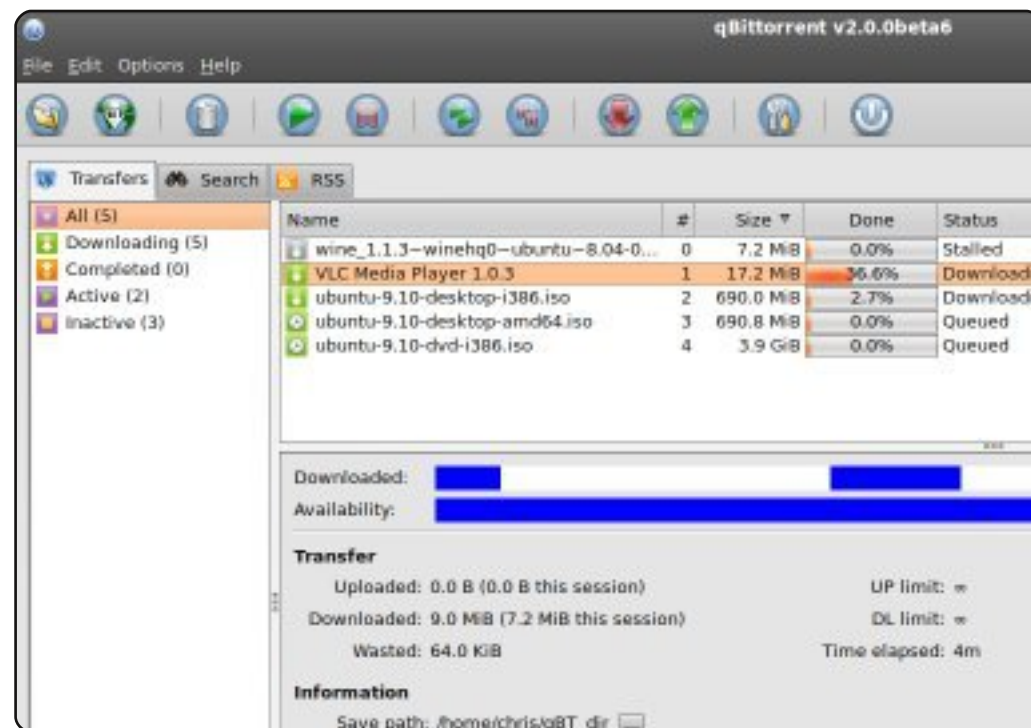 qBittorrent v2.0.0beta6
File Edit Options Help
Transfers Search RSS
All (5)
Downloading (5)
Completed (0)
Active (2)
Inactive (3)
Name # Size Done Status
wine_1.1.3~winehq0~ubuntu~8.04-0... 0 7.2 MiB 0.0% Stalled
VLC Media Player 1.0.3 1 17.2 MiB 36.6% Downloadi
ubuntu-9.10-desktop-i386.iso 2 690.0 MiB 2.7% Downloadi
ubuntu-9.10-desktop-amd64.iso 3 690.8 MiB 0.0% Queued
ubuntu-9.10-dvd-i386.iso 4 3.9 GiB 0.0% Queued
Downloaded:
Availability:
Transfer
Uploaded: 0.0 B (0.0 B this session) UP limit: ∞
Downloaded: 9.0 MiB (7.2 MiB this session) DL limit: ∞
Wasted: 64.0 KiB Time elapsed: 4m
Information
Save path: /home/chris/qBT_dir ...